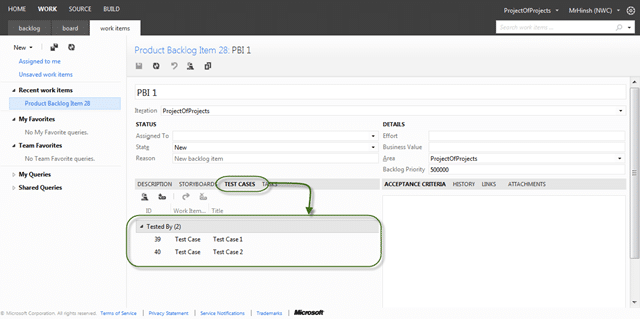 HOME WORK SOURCE BUILD ProjectOfProjects MrHinsh (NWC)
backlog board work items Search work items...
New
Product Backlog Item 28: PBI 1
Assigned to me
Unsaved work items
Recent work items
Product Backlog Item 28
My Favorites
No My Favorite queries.
Team Favorites
No Team Favorite queries.
My Queries
Shared Queries
PBI 1
Iteration ProjectOfProjects
STATUS DETAILS
Assigned To Effort
State New Business Value
Reason New backlog item Area ProjectOfProjects
Backlog Priority 500000
DESCRIPTION STORYBOARDS TEST CASES TASKS ACCEPTANCE CRITERIA HISTORY LINKS ATTACHMENTS
ID Work Item... Title
Tested By (2)
39 Test Case Test Case 1
40 Test Case Test Case 2
© Microsoft Corporation. All rights reserved. Terms of Service | Privacy Statement | Service Notifications | Trademarks | Microsoft